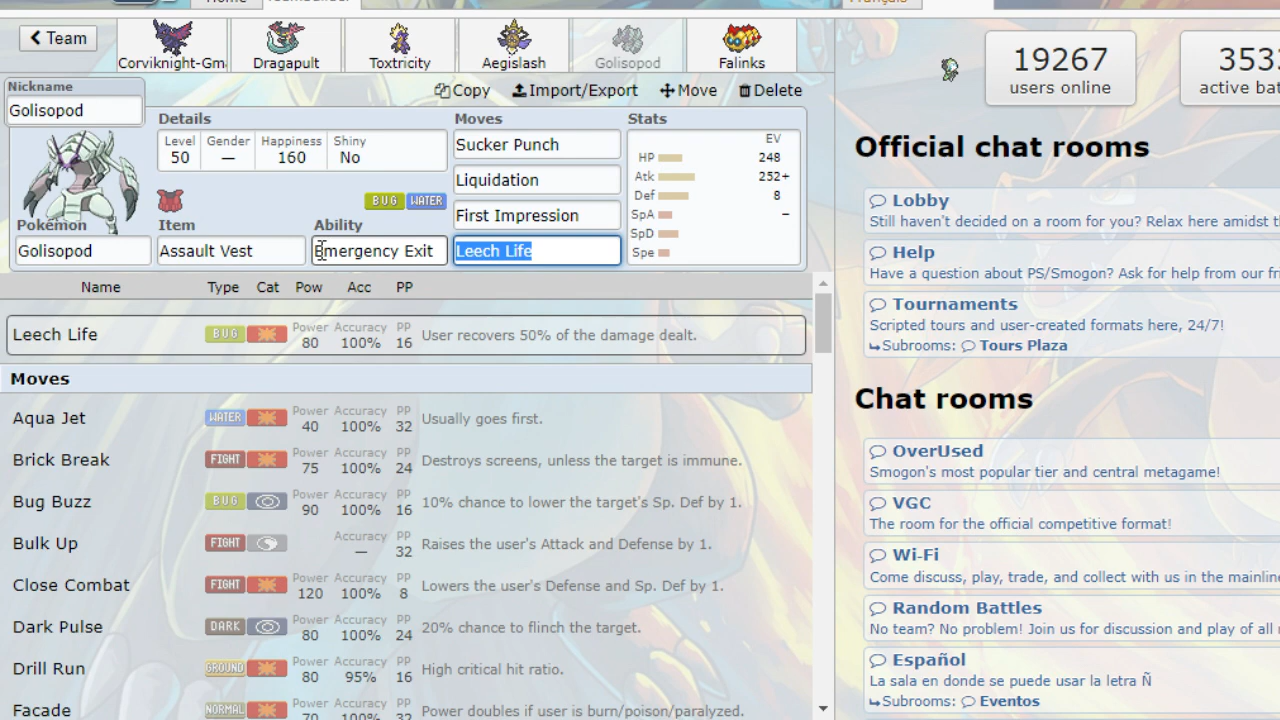 Home
Français
Team
Corviknight-Gm
Dragapult
Toxtricity
Aegislash
Golisopod
Falinks
Copy Import/Export Move Delete
Nickname
Golisopod
Details
Level Gender Happiness Shiny
50 — 160 No
BUG WATER
Pokémon Item Ability
Golisopod Assault Vest Emergency Exit
Moves
Sucker Punch
Liquidation
First Impression
Leech Life
Stats
EV
HP 248
Atk 252+
Def 8
SpA –
SpD
Spe
Name Type Cat Pow Acc PP
Leech Life BUG Power 80 Accuracy 100% PP 16 User recovers 50% of the damage dealt.
Moves
Aqua Jet WATER Power 40 Accuracy 100% PP 32 Usually goes first.
Brick Break FIGHT Power 75 Accuracy 100% PP 24 Destroys screens, unless the target is immune.
Bug Buzz BUG Power 90 Accuracy 100% PP 16 10% chance to lower the target's Sp. Def by 1.
Bulk Up FIGHT Accuracy — PP 32 Raises the user's Attack and Defense by 1.
Close Combat FIGHT Power 120 Accuracy 100% PP 8 Lowers the user's Defense and Sp. Def by 1.
Dark Pulse DARK Power 80 Accuracy 100% PP 24 20% chance to flinch the target.
Drill Run GROUND Power 80 Accuracy 95% PP 16 High critical hit ratio.
Facade NORMAL Power 70 Accuracy 100% PP 32 Power doubles if user is burn/poison/paralyzed.
19267
users online
353
active bat
Official chat rooms
Lobby
Still haven't decided on a room for you? Relax here amidst t
Help
Have a question about PS/Smogon? Ask for help from our fri
Tournaments
Scripted tours and user-created formats here, 24/7!
Subrooms: Tours Plaza
Chat rooms
OverUsed
Smogon's most popular tier and central metagame!
VGC
The room for the official competitive format!
Wi-Fi
Come discuss, play, trade, and collect with us in the mainline
Random Battles
No team? No problem! Join us for discussion and play of all
Español
La sala en donde se puede usar la letra Ñ
Subrooms: Eventos